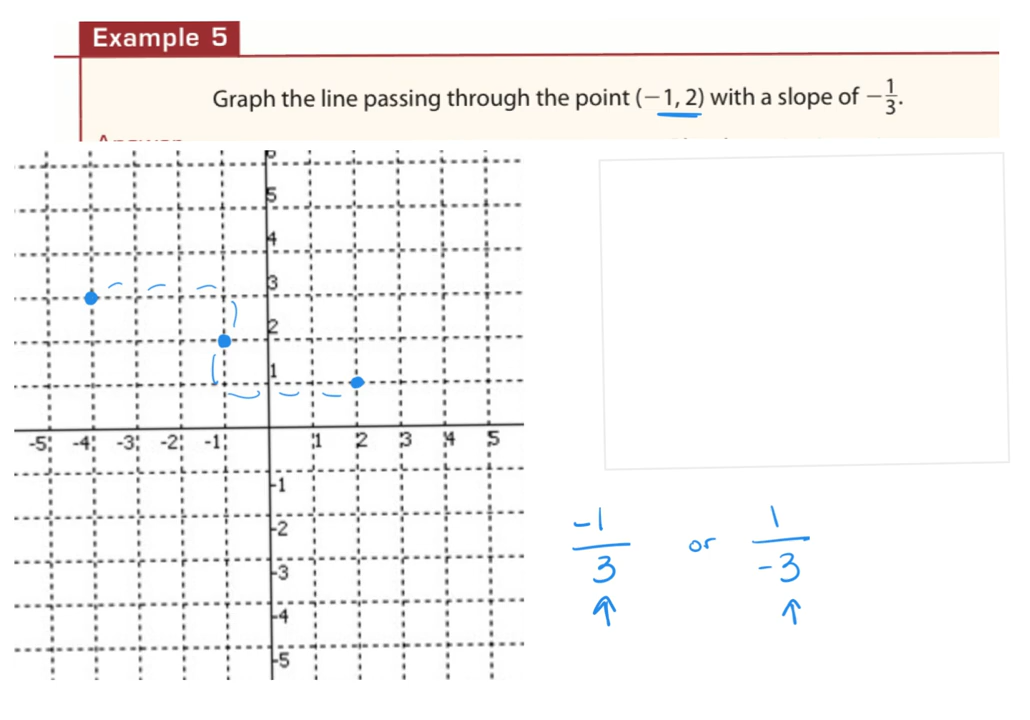 Example 5
Graph the line passing through the point (−1, 2) with a slope of −1/3.
5
4
3
2
1
-5 -4 -3 -2 -1 1 2 3 4 5
-1
-2
-3
-4
-5
-1/3 or 1/-3
↑ ↑